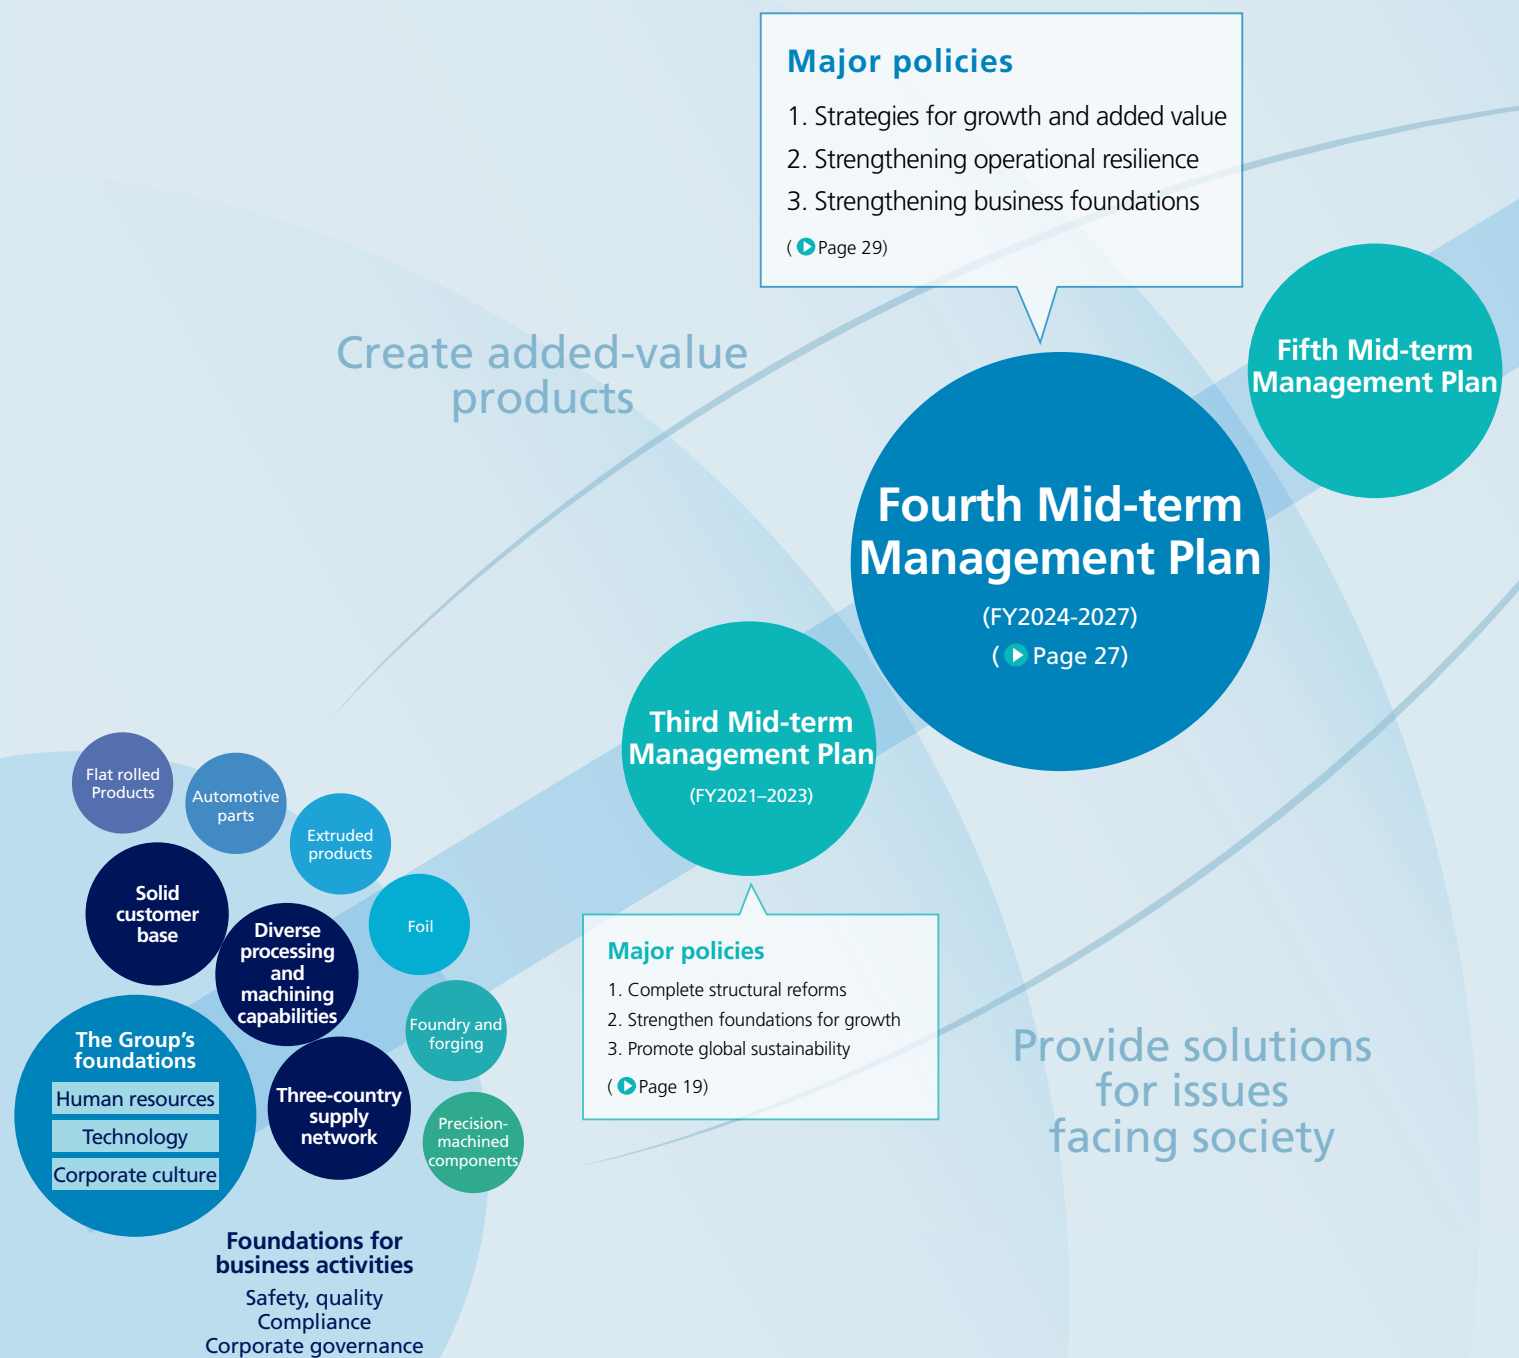 Major policies
1. Strategies for growth and added value
2. Strengthening operational resilience
3. Strengthening business foundations
( Page 29)
Create added-value
products
Fifth Mid-term
Management Plan
Fourth Mid-term
Management Plan
(FY2024-2027)
( Page 27)
Third Mid-term
Management Plan
(FY2021–2023)
Major policies
1. Complete structural reforms
2. Strengthen foundations for growth
3. Promote global sustainability
( Page 19)
Provide solutions
for issues
facing society
Flat rolled
Products
Automotive
parts
Extruded
products
Foil
Foundry and
forging
Precision-
machined
components
Solid
customer
base
Diverse
processing
and
machining
capabilities
Three-country
supply
network
The Group's
foundations
Human resources
Technology
Corporate culture
Foundations for
business activities
Safety, quality
Compliance
Corporate governance